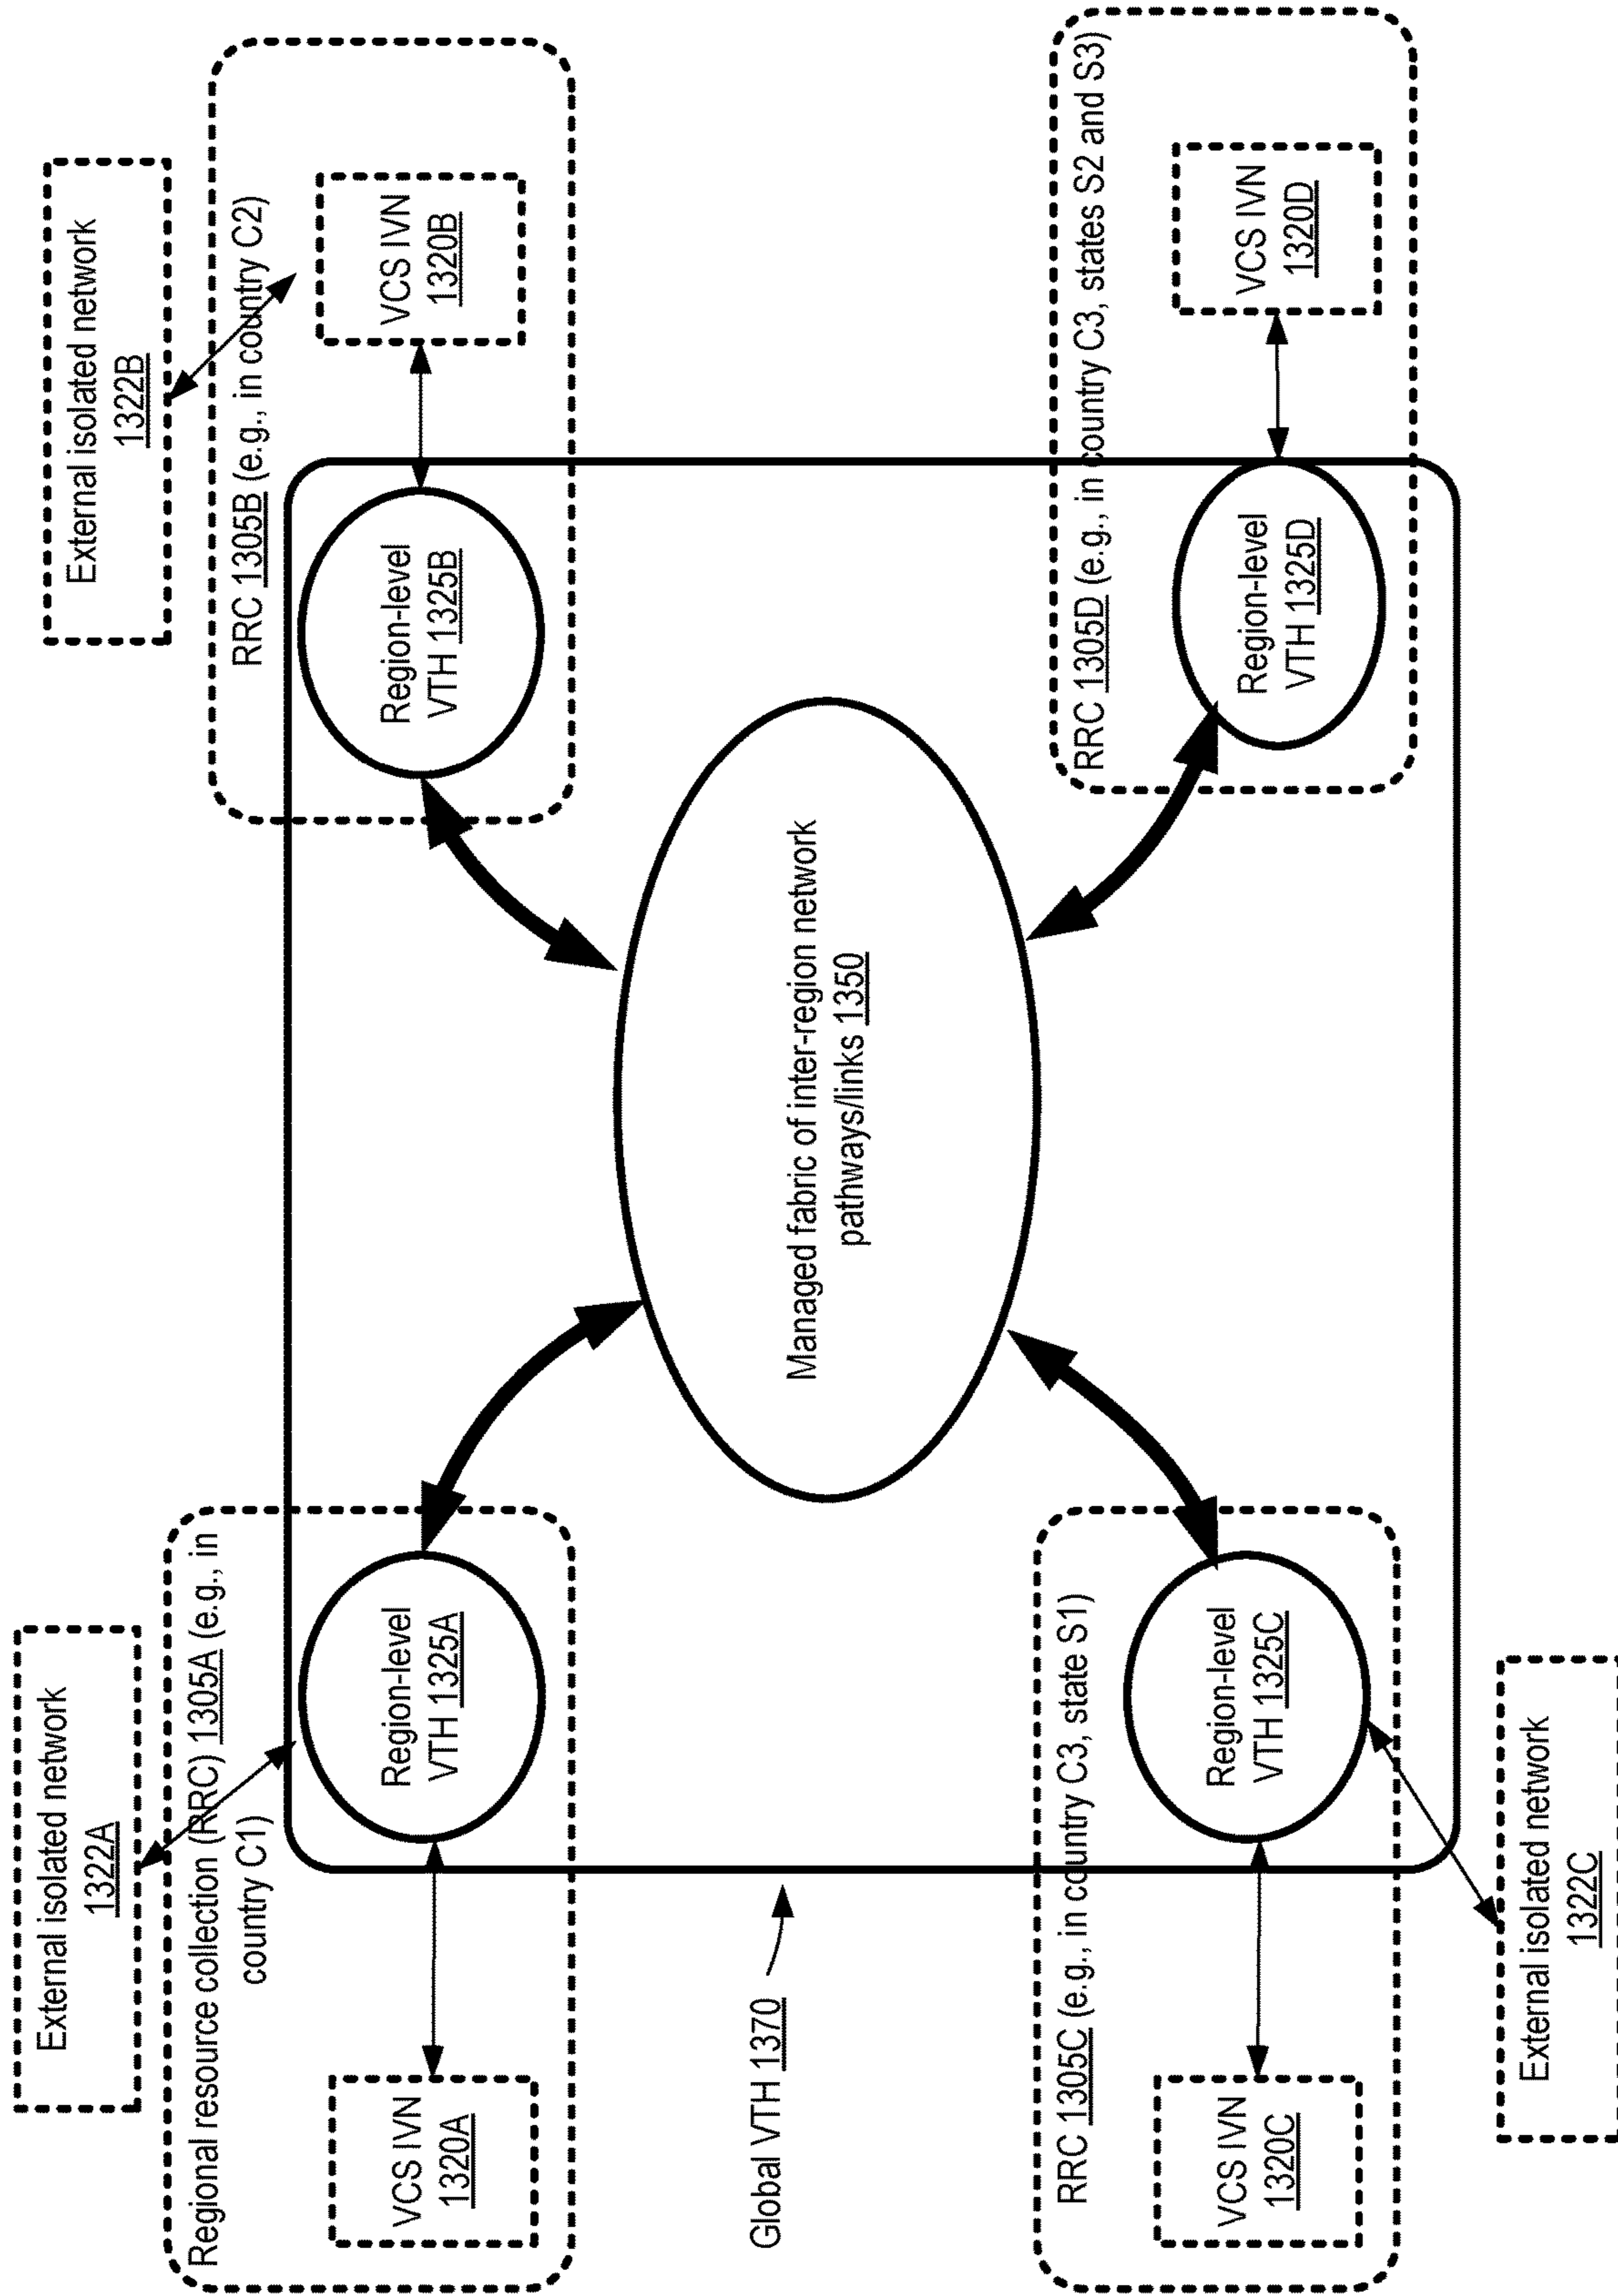 External isolated network
1322A
External isolated network
1322B
Regional resource collection (RRC) 1305A (e.g., in
country C1)
RRC 1305B (e.g., in country C2)
VCS IVN
1320A
Region-level
VTH 1325A
Region-level
VTH 1325B
VCS IVN
1320B
Global VTH 1370
Managed fabric of inter-region network
pathways/links 1350
RRC 1305C (e.g., in country C3, state S1)
RRC 1305D (e.g., in country C3, states S2 and S3)
VCS IVN
1320C
Region-level
VTH 1325C
Region-level
VTH 1325D
VCS IVN
1320D
External isolated network
1322C